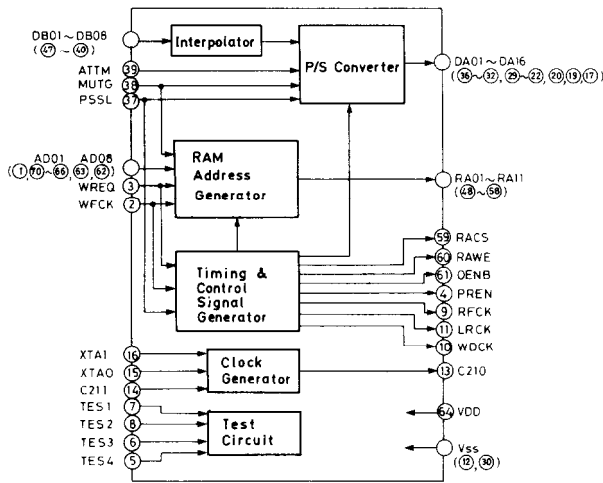 DB01~DB08
(㊼ ~ ㊵)
Interpolator
ATTM 39
MUTG 38
PSSL 37
P/S Converter
DA01~DA16
(㊱~㉜, ㉙~㉒, ⑳, ⑲ ⑰)
AD01 AD08
(①, 70~66, 63, 62)
WREQ 3
WFCK 2
RAM
Address
Generator
RA01~RA11
(48~58)
Timing &
Control
Signal
Generator
59 RACS
60 RAWE
61 OENB
4 PREN
9 RFCK
11 LRCK
10 WDCK
XTAI 16
XTAO 15
C211 14
Clock
Generator
13 C210
TES1 7
TES2 8
TES3 6
TES4 5
Test
Circuit
64 VDD
Vss
(⑫, ㉚)